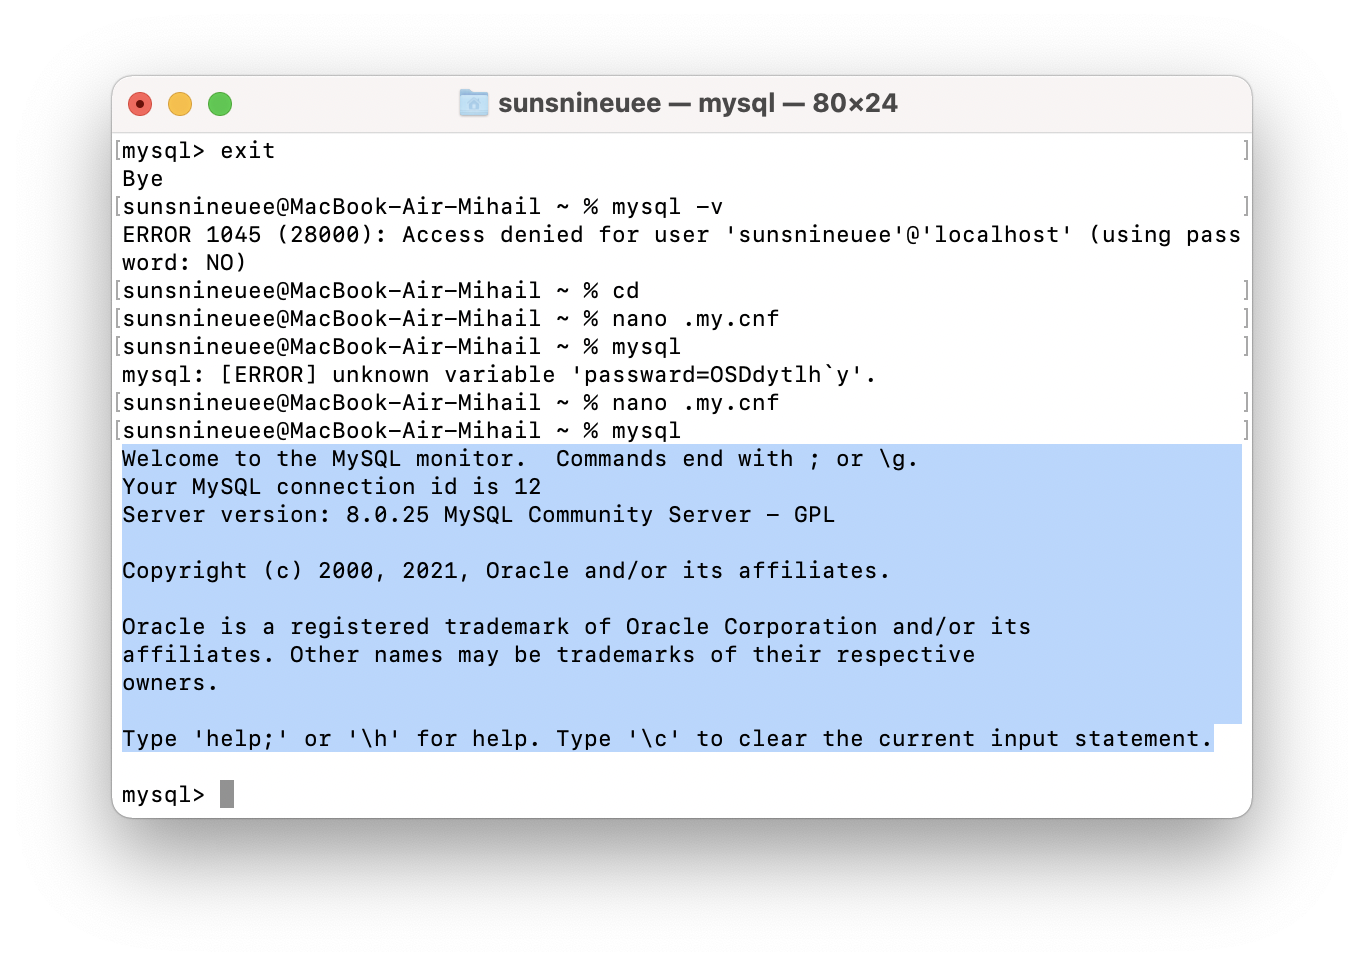 sunsnineuee — mysql — 80×24
[mysql> exit ]
Bye
[sunsnineuee@MacBook-Air-Mihail ~ % mysql -v ]
ERROR 1045 (28000): Access denied for user 'sunsnineuee'@'localhost' (using pass
word: NO)
[sunsnineuee@MacBook-Air-Mihail ~ % cd ]
[sunsnineuee@MacBook-Air-Mihail ~ % nano .my.cnf ]
[sunsnineuee@MacBook-Air-Mihail ~ % mysql ]
mysql: [ERROR] unknown variable 'passward=OSDdytlh`y'.
[sunsnineuee@MacBook-Air-Mihail ~ % nano .my.cnf ]
[sunsnineuee@MacBook-Air-Mihail ~ % mysql ]
Welcome to the MySQL monitor.  Commands end with ; or \g.
Your MySQL connection id is 12
Server version: 8.0.25 MySQL Community Server - GPL
Copyright (c) 2000, 2021, Oracle and/or its affiliates.
Oracle is a registered trademark of Oracle Corporation and/or its
affiliates. Other names may be trademarks of their respective
owners.
Type 'help;' or '\h' for help. Type '\c' to clear the current input statement.
mysql>